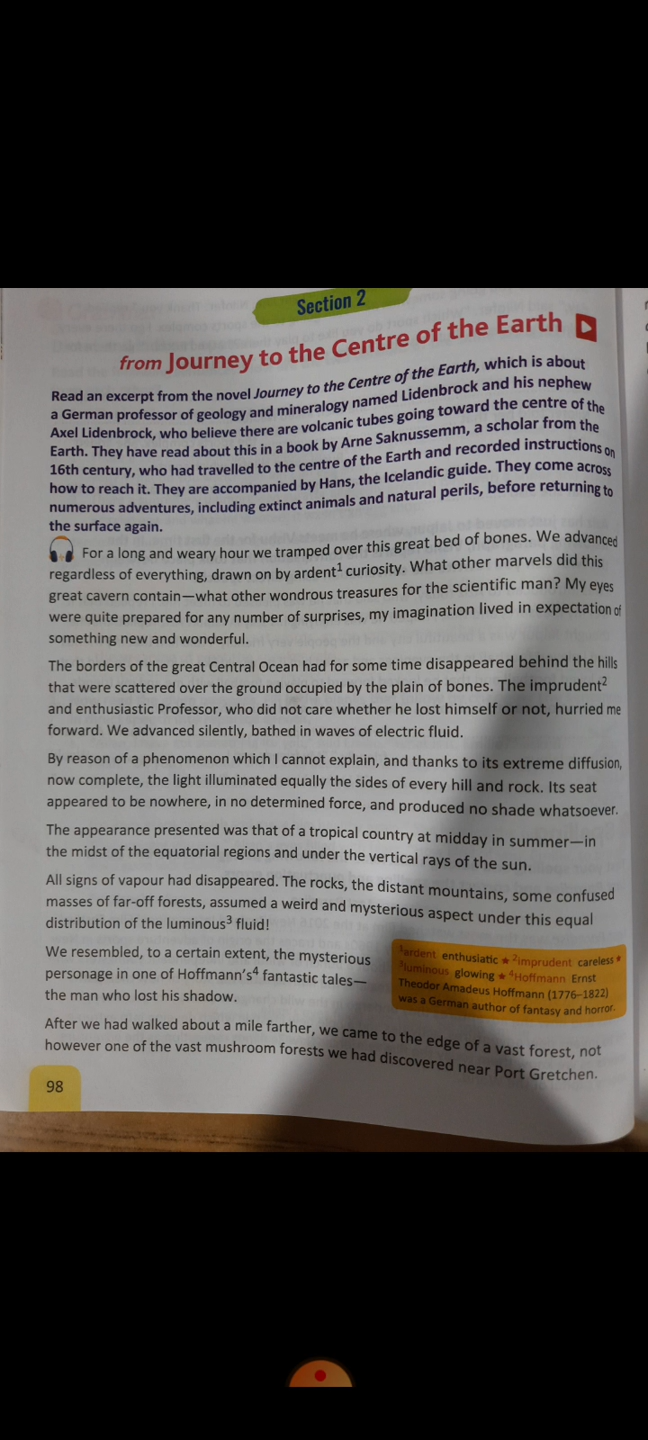 Section 2
from Journey to the Centre of the Earth
Read an excerpt from the novel Journey to the Centre of the Earth, which is about
a German professor of geology and mineralogy named Lidenbrock and his nephew
Axel Lidenbrock, who believe there are volcanic tubes going toward the centre of the
Earth. They have read about this in a book by Arne Saknussemm, a scholar from the
16th century, who had travelled to the centre of the Earth and recorded instructions on
how to reach it. They are accompanied by Hans, the Icelandic guide. They come across
numerous adventures, including extinct animals and natural perils, before returning to
the surface again.
For a long and weary hour we tramped over this great bed of bones. We advanced
regardless of everything, drawn on by ardent¹ curiosity. What other marvels did this
great cavern contain—what other wondrous treasures for the scientific man? My eyes
were quite prepared for any number of surprises, my imagination lived in expectation of
something new and wonderful.
The borders of the great Central Ocean had for some time disappeared behind the hills
that were scattered over the ground occupied by the plain of bones. The imprudent²
and enthusiastic Professor, who did not care whether he lost himself or not, hurried me
forward. We advanced silently, bathed in waves of electric fluid.
By reason of a phenomenon which I cannot explain, and thanks to its extreme diffusion,
now complete, the light illuminated equally the sides of every hill and rock. Its seat
appeared to be nowhere, in no determined force, and produced no shade whatsoever.
The appearance presented was that of a tropical country at midday in summer—in
the midst of the equatorial regions and under the vertical rays of the sun.
All signs of vapour had disappeared. The rocks, the distant mountains, some confused
masses of far-off forests, assumed a weird and mysterious aspect under this equal
distribution of the luminous³ fluid!
We resembled, to a certain extent, the mysterious
personage in one of Hoffmann's⁴ fantastic tales—
the man who lost his shadow.
¹ardent enthusiastic ★ ²imprudent careless ★
³luminous glowing ★ ⁴Hoffmann Ernst
Theodor Amadeus Hoffmann (1776–1822)
was a German author of fantasy and horror.
After we had walked about a mile farther, we came to the edge of a vast forest, not
however one of the vast mushroom forests we had discovered near Port Gretchen.
98